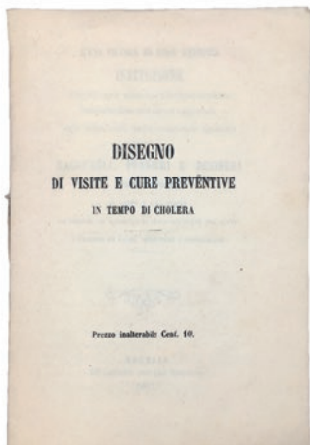 DISEGNO
DI VISITE E CURE PREVENTIVE
IN TEMPO DI CHOLERA
Prezzo inalterabile Cent. 10.